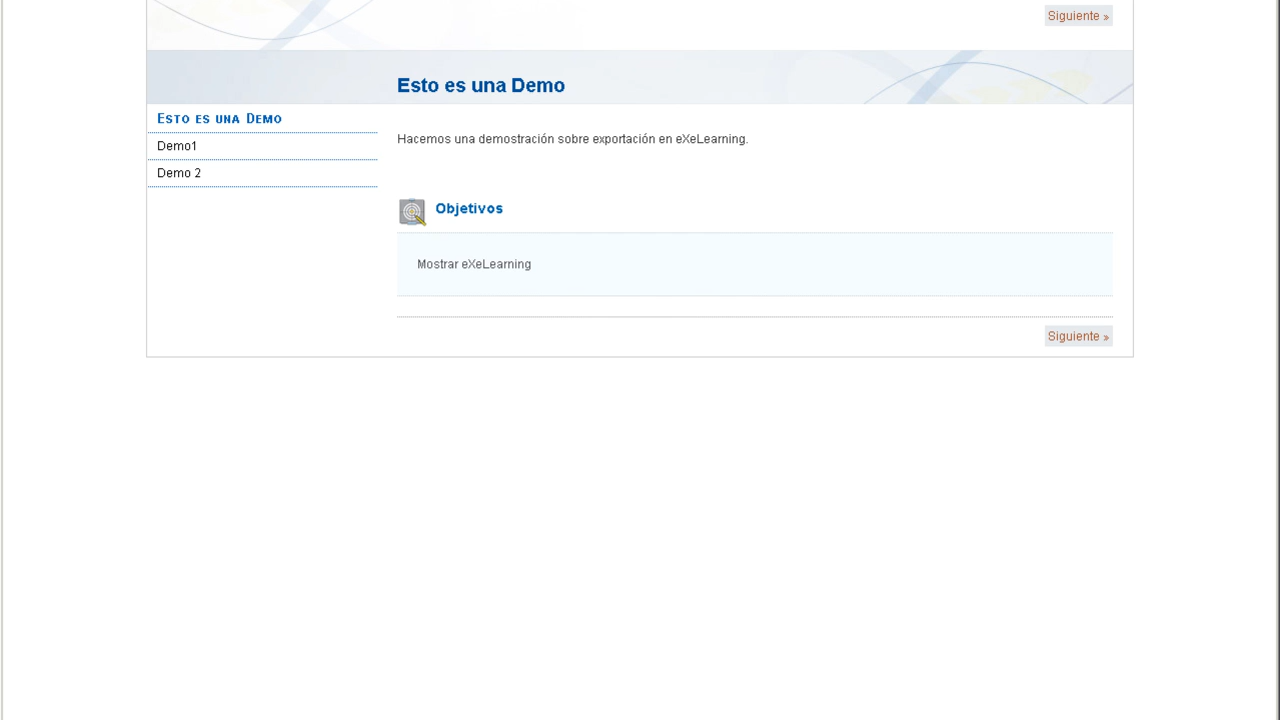 Siguiente »
Esto es una Demo
Esto es una Demo
Demo1
Demo 2
Hacemos una demostración sobre exportación en eXeLearning.
Objetivos
Mostrar eXeLearning
Siguiente »